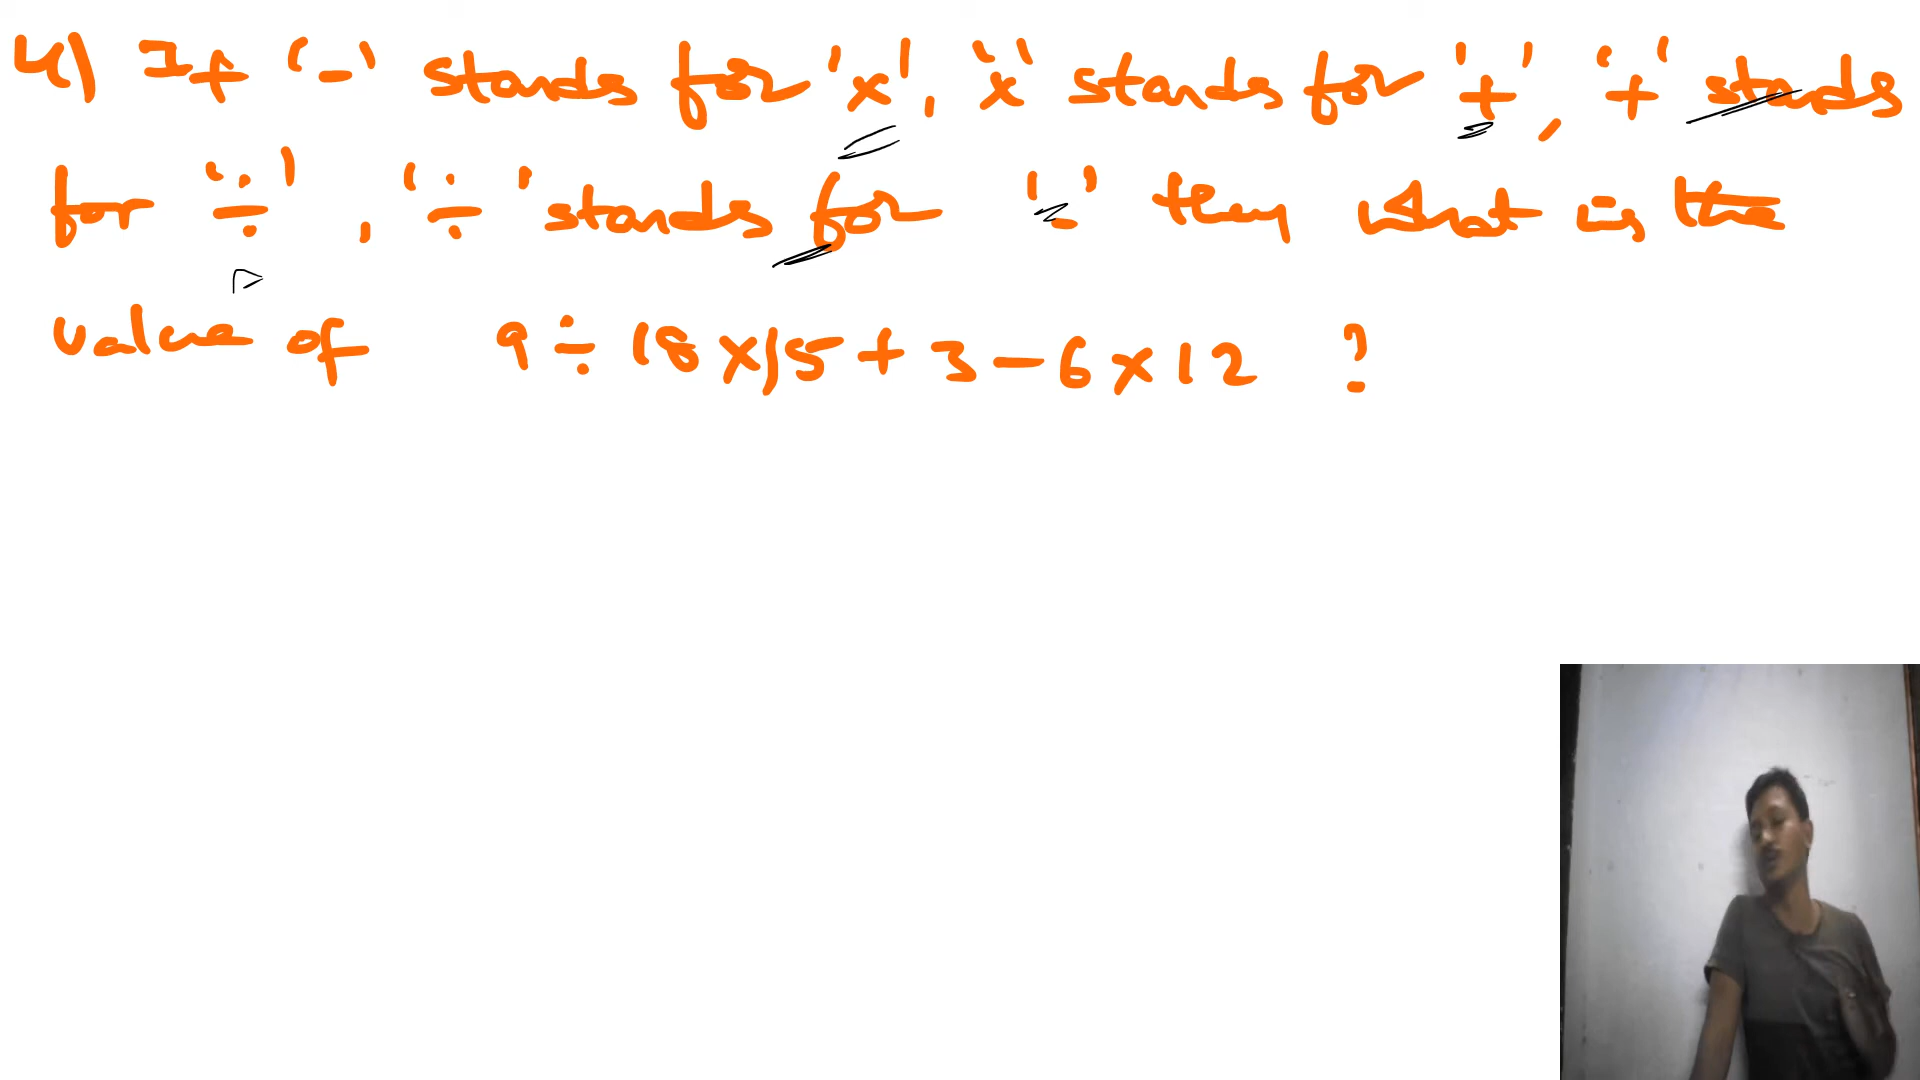 4) If '-' stands for 'x', 'x' stands for '+', '+' stands
for '÷', '÷' stands for '-' then what is the
value of 9 ÷ 18 x 15 + 3 - 6 x 12 ?